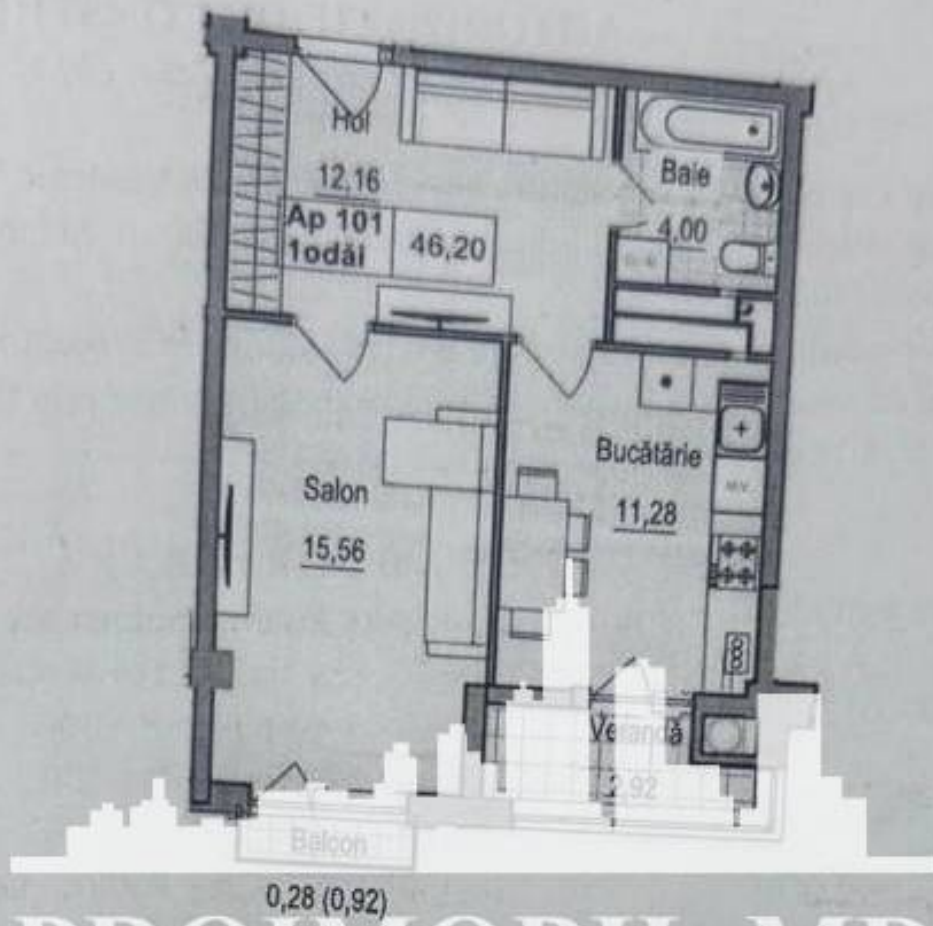 Hol
12,16
Ap 101
1odăi
46,20
Baie
4,00
Bucătărie
11,28
M.V.
Salon
15,56
Verandă
2,92
Balcon
0,28 (0,92)